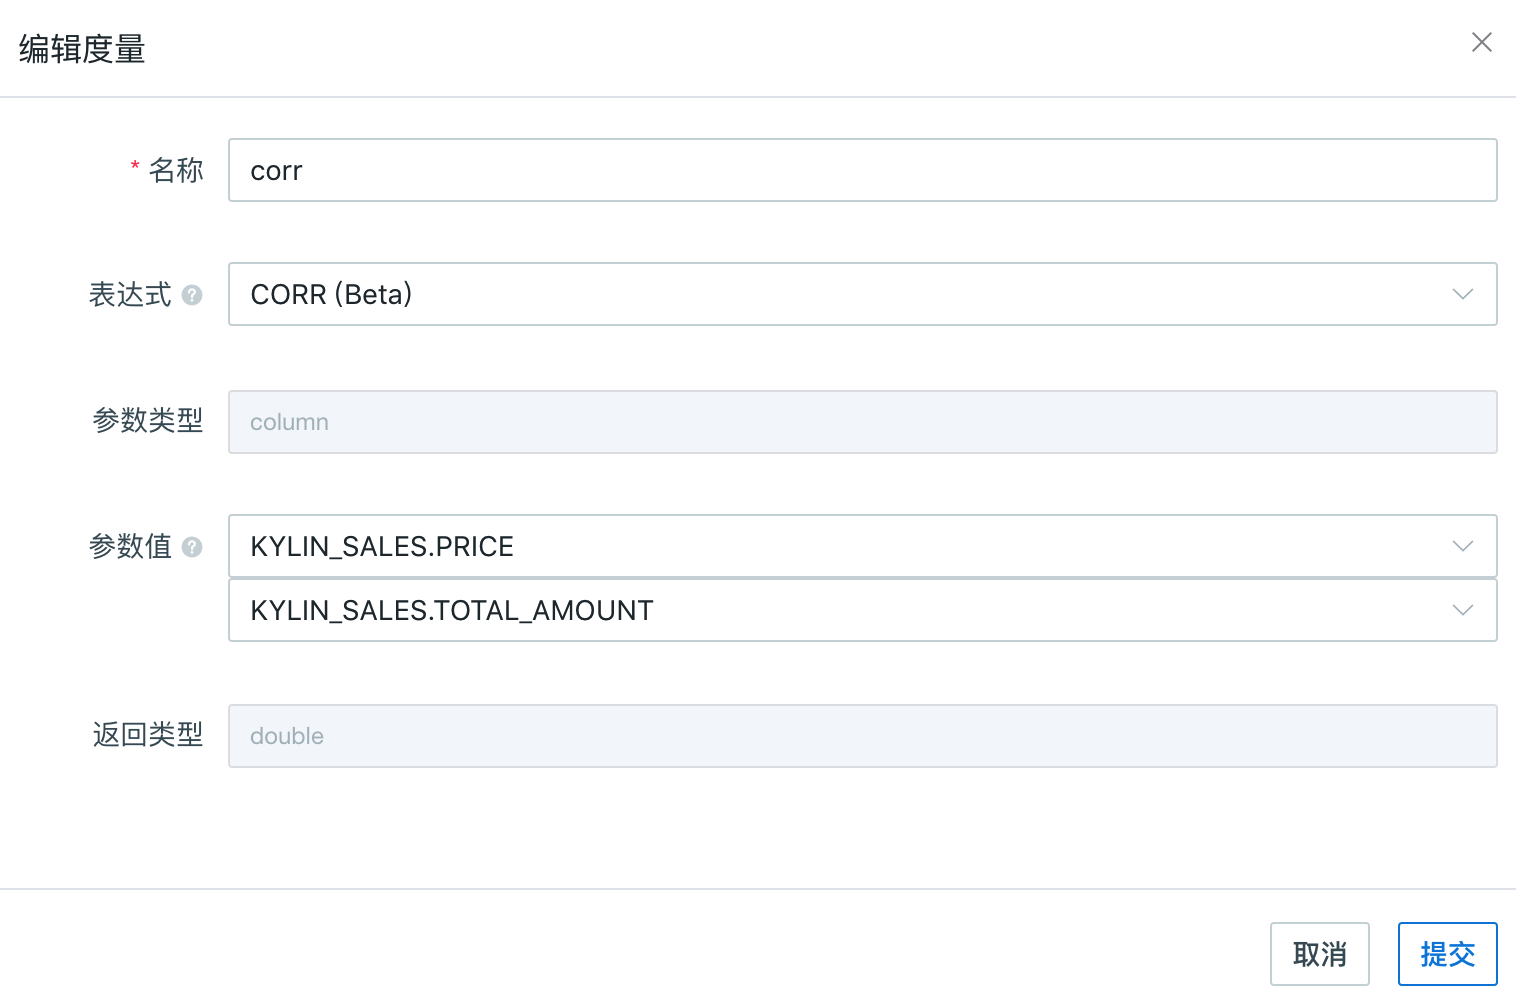 编辑度量
* 名称 corr
表达式 ? CORR (Beta)
参数类型 column
参数值 ? KYLIN_SALES.PRICE
KYLIN_SALES.TOTAL_AMOUNT
返回类型 double
取消 提交